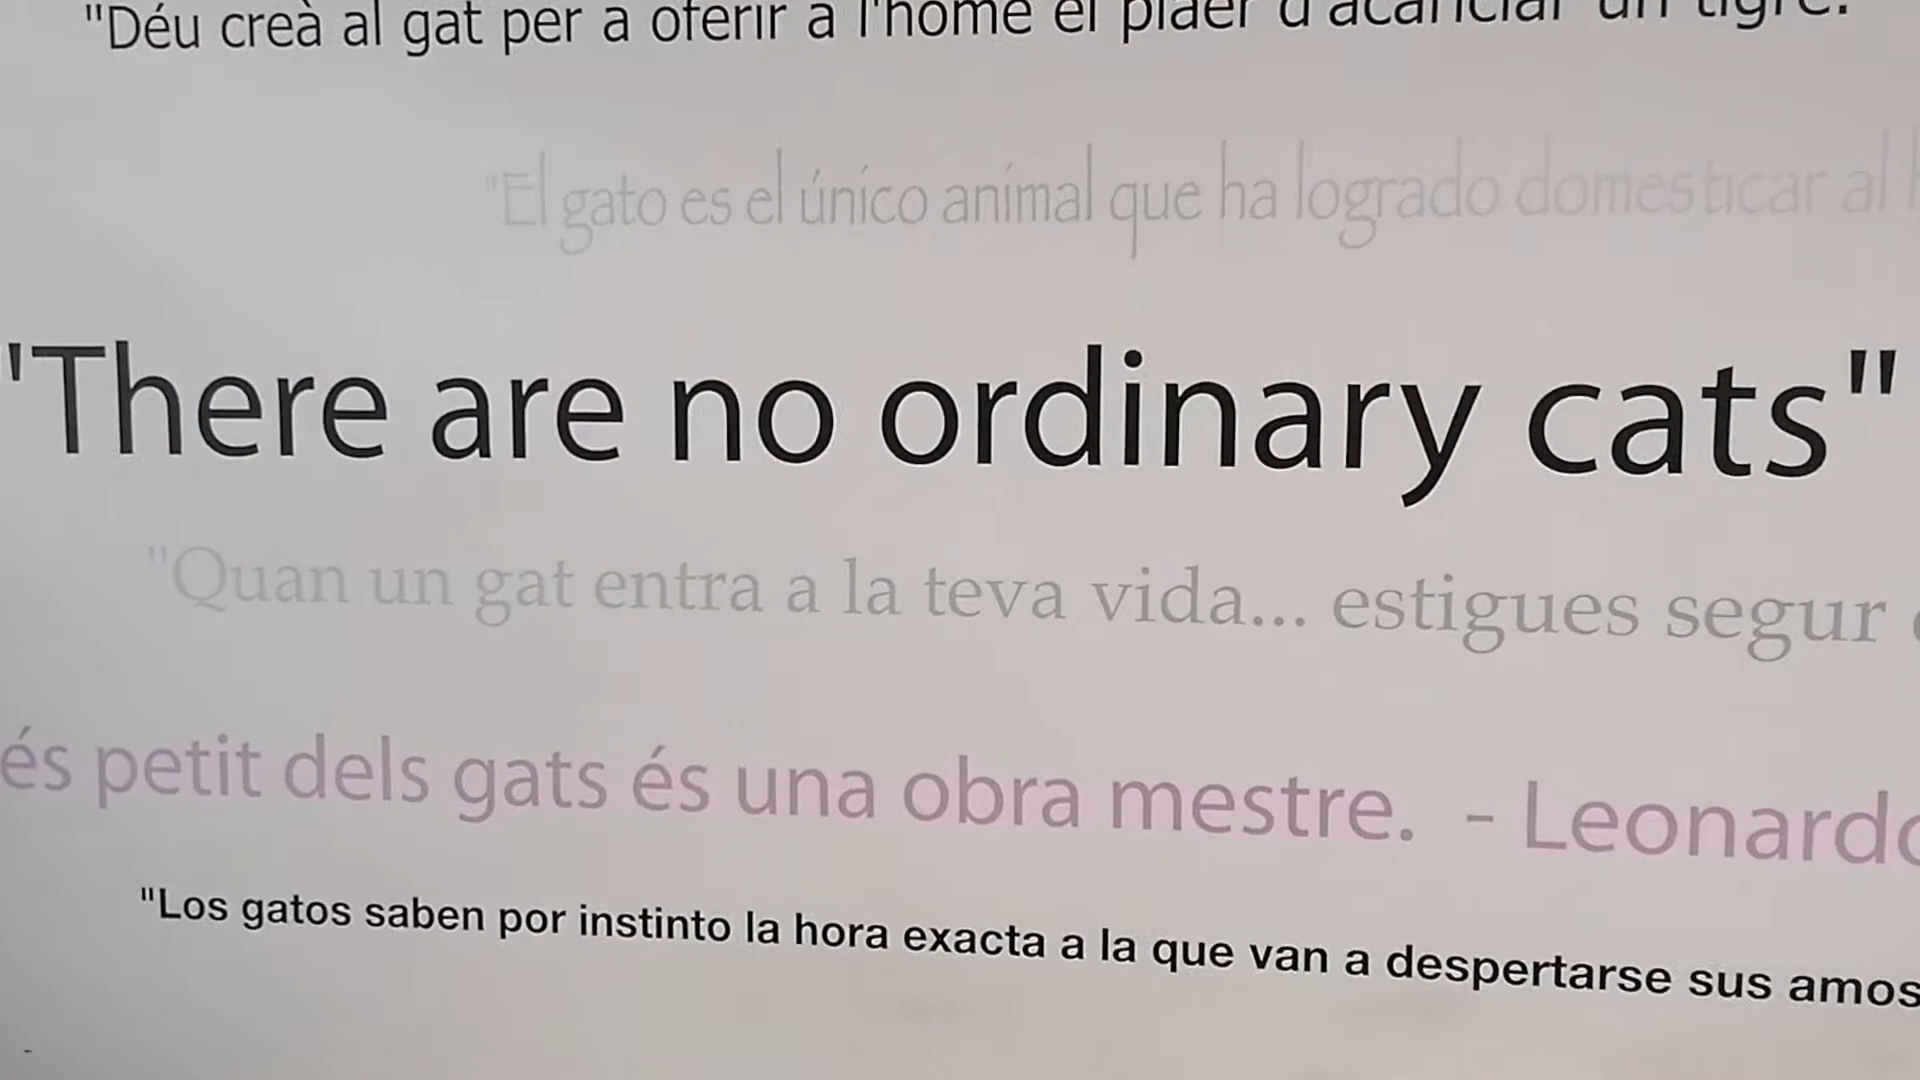 "Déu creà al gat per a oferir a l'home el plaer d'acariciar un tigre.
"El gato es el único animal que ha logrado domesticar al
'There are no ordinary cats"
"Quan un gat entra a la teva vida... estigues segur
és petit dels gats és una obra mestre. - Leonardo
"Los gatos saben por instinto la hora exacta a la que van a despertarse sus amos